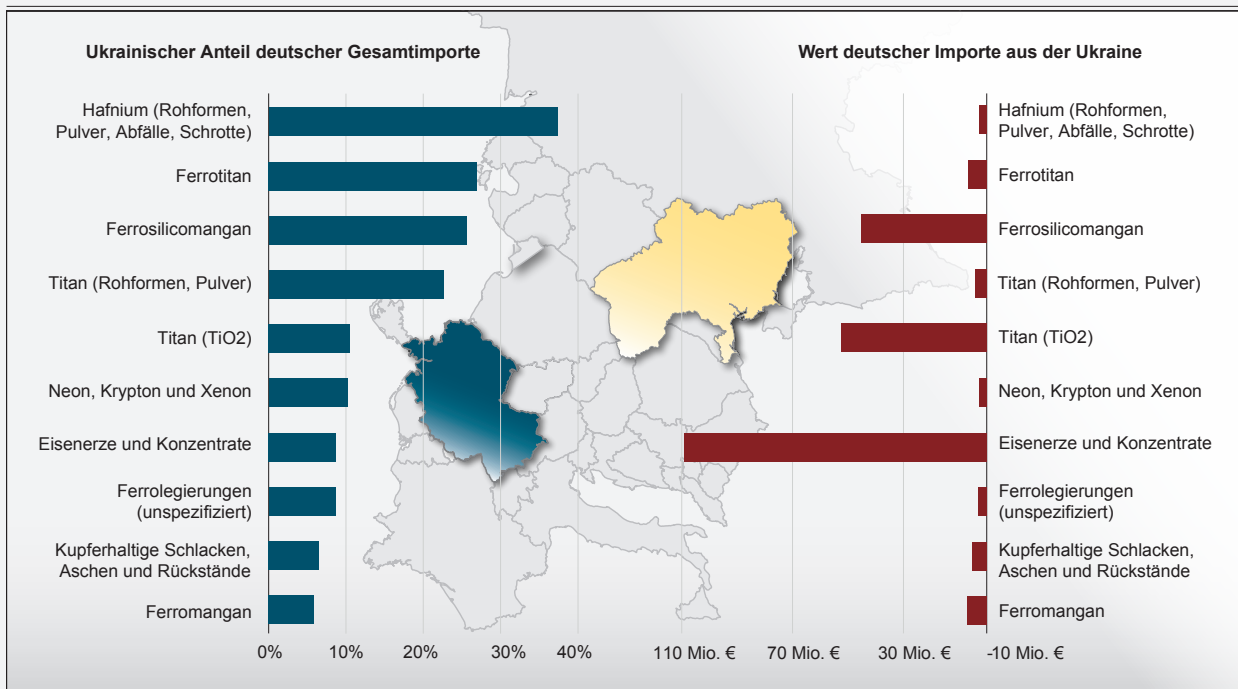 Ukrainischer Anteil deutscher Gesamtimporte
Hafnium (Rohformen,
Pulver, Abfälle, Schrotte)
Ferrotitan
Ferrosilicomangan
Titan (Rohformen, Pulver)
Titan (TiO2)
Neon, Krypton und Xenon
Eisenerze und Konzentrate
Ferrolegierungen
(unspezifiziert)
Kupferhaltige Schlacken,
Aschen und Rückstände
Ferromangan
0% 10% 20% 30% 40%
Wert deutscher Importe aus der Ukraine
Hafnium (Rohformen,
Pulver, Abfälle, Schrotte)
Ferrotitan
Ferrosilicomangan
Titan (Rohformen, Pulver)
Titan (TiO2)
Neon, Krypton und Xenon
Eisenerze und Konzentrate
Ferrolegierungen
(unspezifiziert)
Kupferhaltige Schlacken,
Aschen und Rückstände
Ferromangan
110 Mio. € 70 Mio. € 30 Mio. € -10 Mio. €